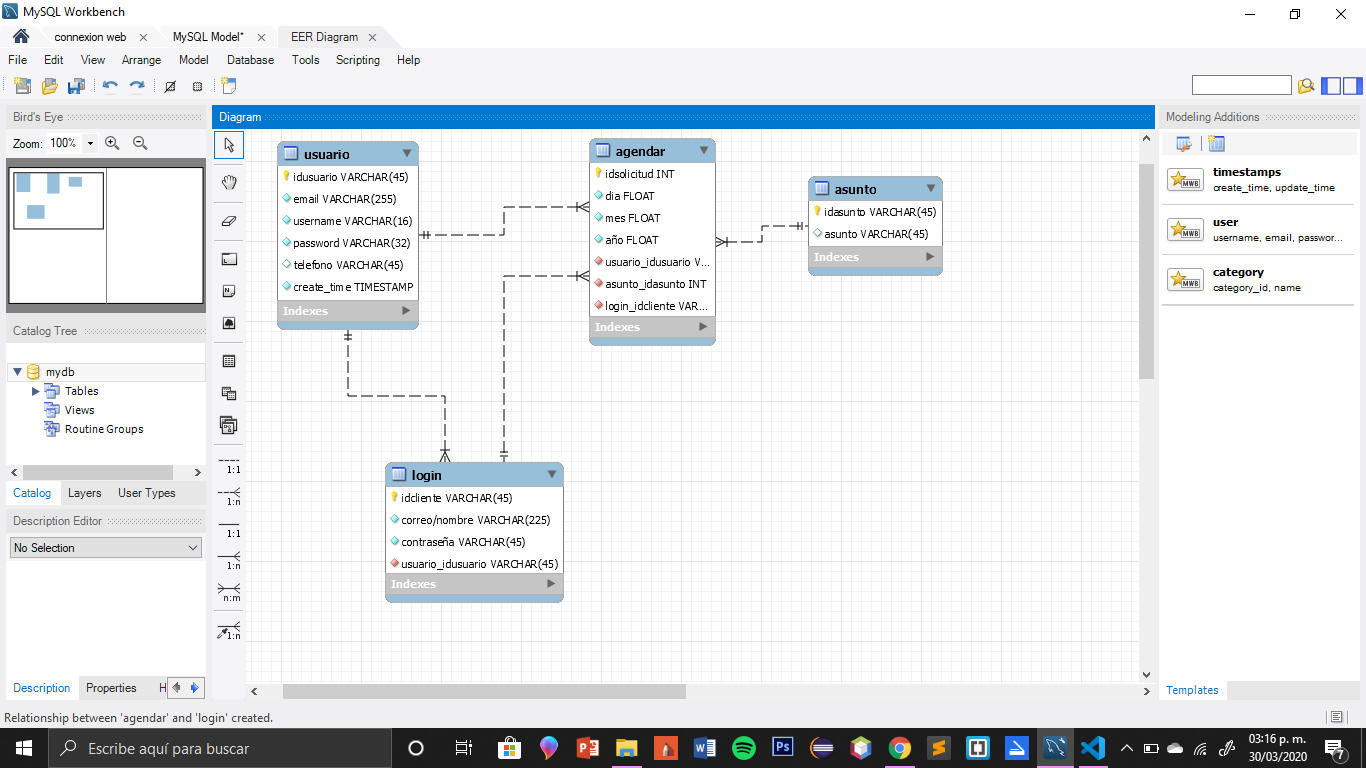 MySQL Workbench
connexion web
MySQL Model*
EER Diagram
File Edit View Arrange Model Database Tools Scripting Help
Bird's Eye
Zoom: 100%
Catalog Tree
mydb
Tables
Views
Routine Groups
Catalog Layers User Types
Description Editor
No Selection
Description Properties H
Diagram
1:1
1:n
1:1
1:n
n:m
1:n
usuario
idusuario VARCHAR(45)
email VARCHAR(255)
username VARCHAR(16)
password VARCHAR(32)
telefono VARCHAR(45)
create_time TIMESTAMP
Indexes
agendar
idsolicitud INT
dia FLOAT
mes FLOAT
año FLOAT
usuario_idusuario V...
asunto_idasunto INT
login_idcliente VAR...
Indexes
asunto
idasunto VARCHAR(45)
asunto VARCHAR(45)
Indexes
login
idcliente VARCHAR(45)
correo/nombre VARCHAR(225)
contraseña VARCHAR(45)
usuario_idusuario VARCHAR(45)
Indexes
Modeling Additions
MWB
timestamps
create_time, update_time
MWB
user
username, email, passwor...
MWB
category
category_id, name
Templates
Relationship between 'agendar' and 'login' created.
Escribe aquí para buscar
Ps
03:16 p. m.
30/03/2020
7